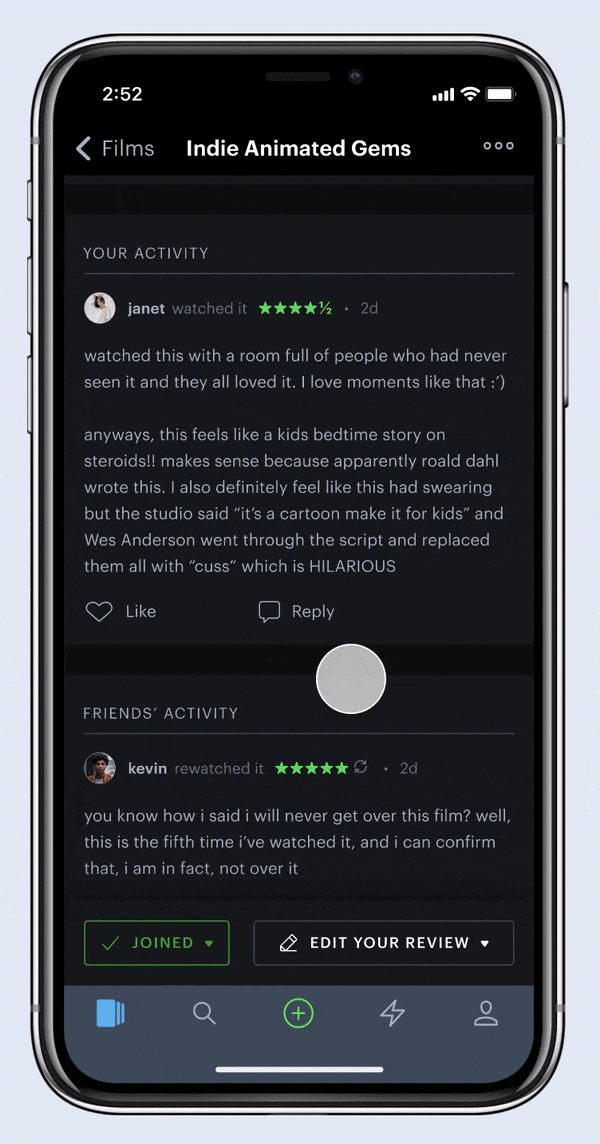 2:52
Films
Indie Animated Gems
YOUR ACTIVITY
janet watched it ★★★★½ • 2d
watched this with a room full of people who had never
seen it and they all loved it. I love moments like that :’)
anyways, this feels like a kids bedtime story on
steroids!! makes sense because apparently roald dahl
wrote this. I also definitely feel like this had swearing
but the studio said “it’s a cartoon make it for kids” and
Wes Anderson went through the script and replaced
them all with “cuss” which is HILARIOUS
Like
Reply
FRIENDS’ ACTIVITY
kevin rewatched it ★★★★★ • 2d
you know how i said i will never get over this film? well,
this is the fifth time i’ve watched it, and i can confirm
that, i am in fact, not over it
JOINED
EDIT YOUR REVIEW